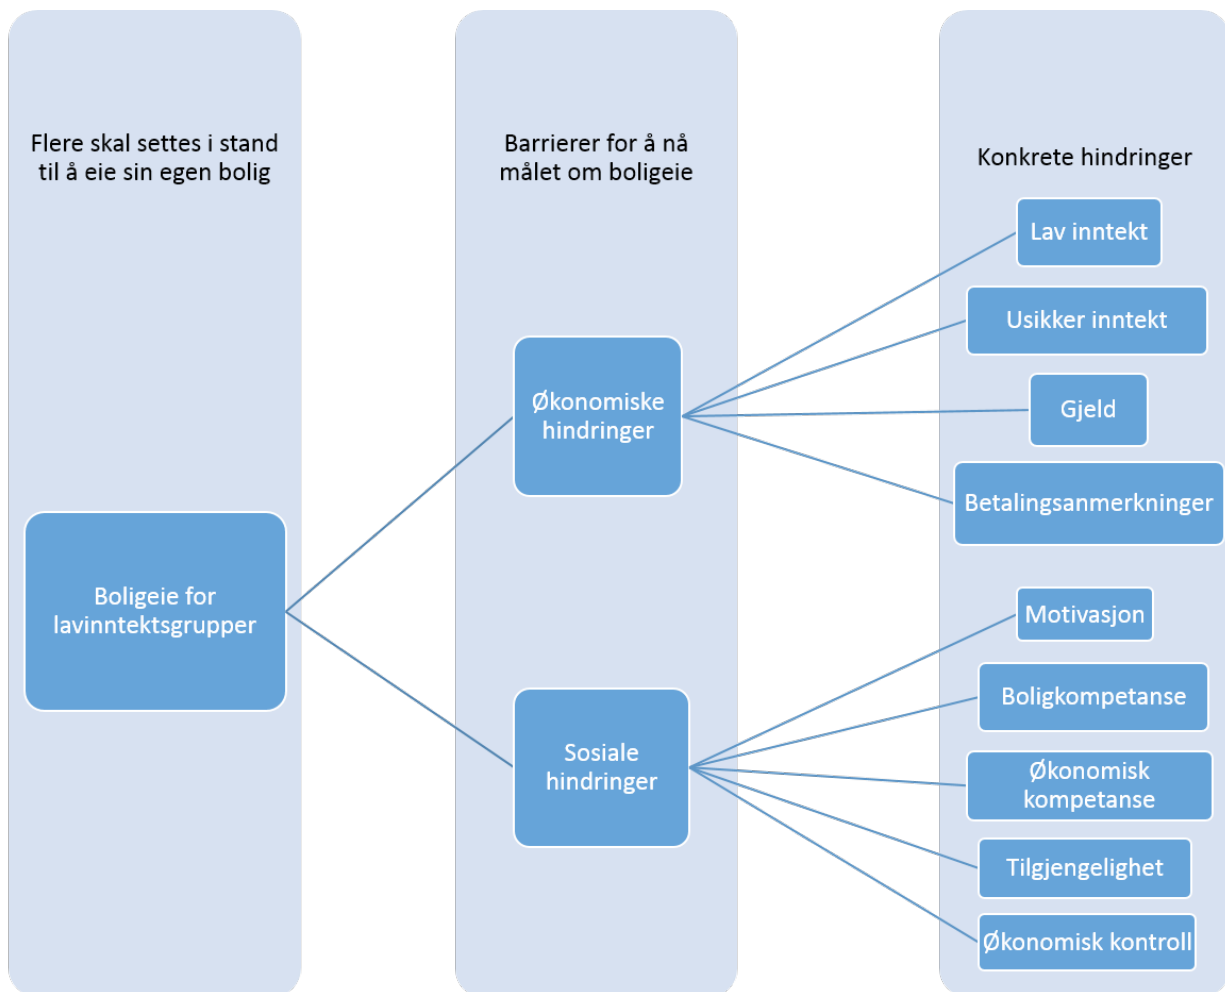 Flere skal settes i stand
til å eie sin egen bolig
Boligeie for
lavinntektsgrupper
Barrierer for å nå
målet om boligeie
Økonomiske
hindringer
Sosiale
hindringer
Konkrete hindringer
Lav inntekt
Usikker inntekt
Gjeld
Betalingsanmerkninger
Motivasjon
Boligkompetanse
Økonomisk
kompetanse
Tilgjengelighet
Økonomisk kontroll